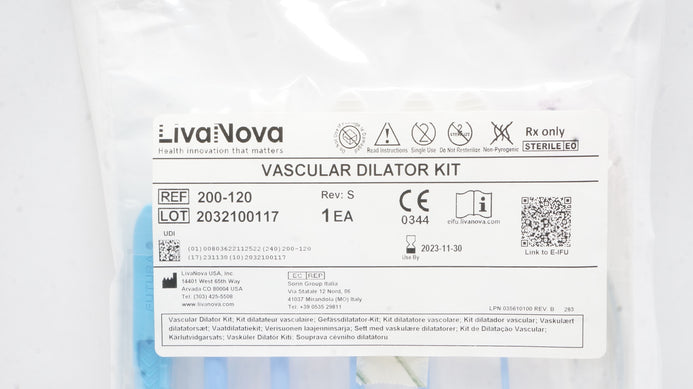 LivaNova
Health innovation that matters
Read Instructions Single Use Do Not Resterilize Non-Pyrogenic
Rx only
STERILE EO
VASCULAR DILATOR KIT
REF 200-120 Rev: S
LOT 2032100117 1 EA
CE
0344
i
eifu.livanova.com
Link to E-IFU
UDI
(01)00803622112522(240)200-120
(17)231130(10)2032100117
Use By
2023-11-30
LivaNova USA, Inc
14401 West 65th Way
Arvada CO 80004 USA
Tel. (303) 425-5508
www.livanova.com
EC REP
Sorin Group Italia
Via Statale 12 Nord, 86
41037 Mirandola (MO) Italy
Tel. +39 0535 29811
LPN 035610100 REV. B 263
Vascular Dilator Kit; Kit dilatateur vasculaire; Gefässdilatator-Kit; Kit dilatatore vascolare; Kit dilatador vascular; Vaskulært
dilatorsæt; Vaatdilatatiekit; Verisuonen laajenninsarja; Sett med vaskulære dilatatorer; Kit de Dilatação Vascular;
Kärlutvidgarsats; Vasküler Dilatör Kiti; Souprava cévního dilatátoru
FUTURA